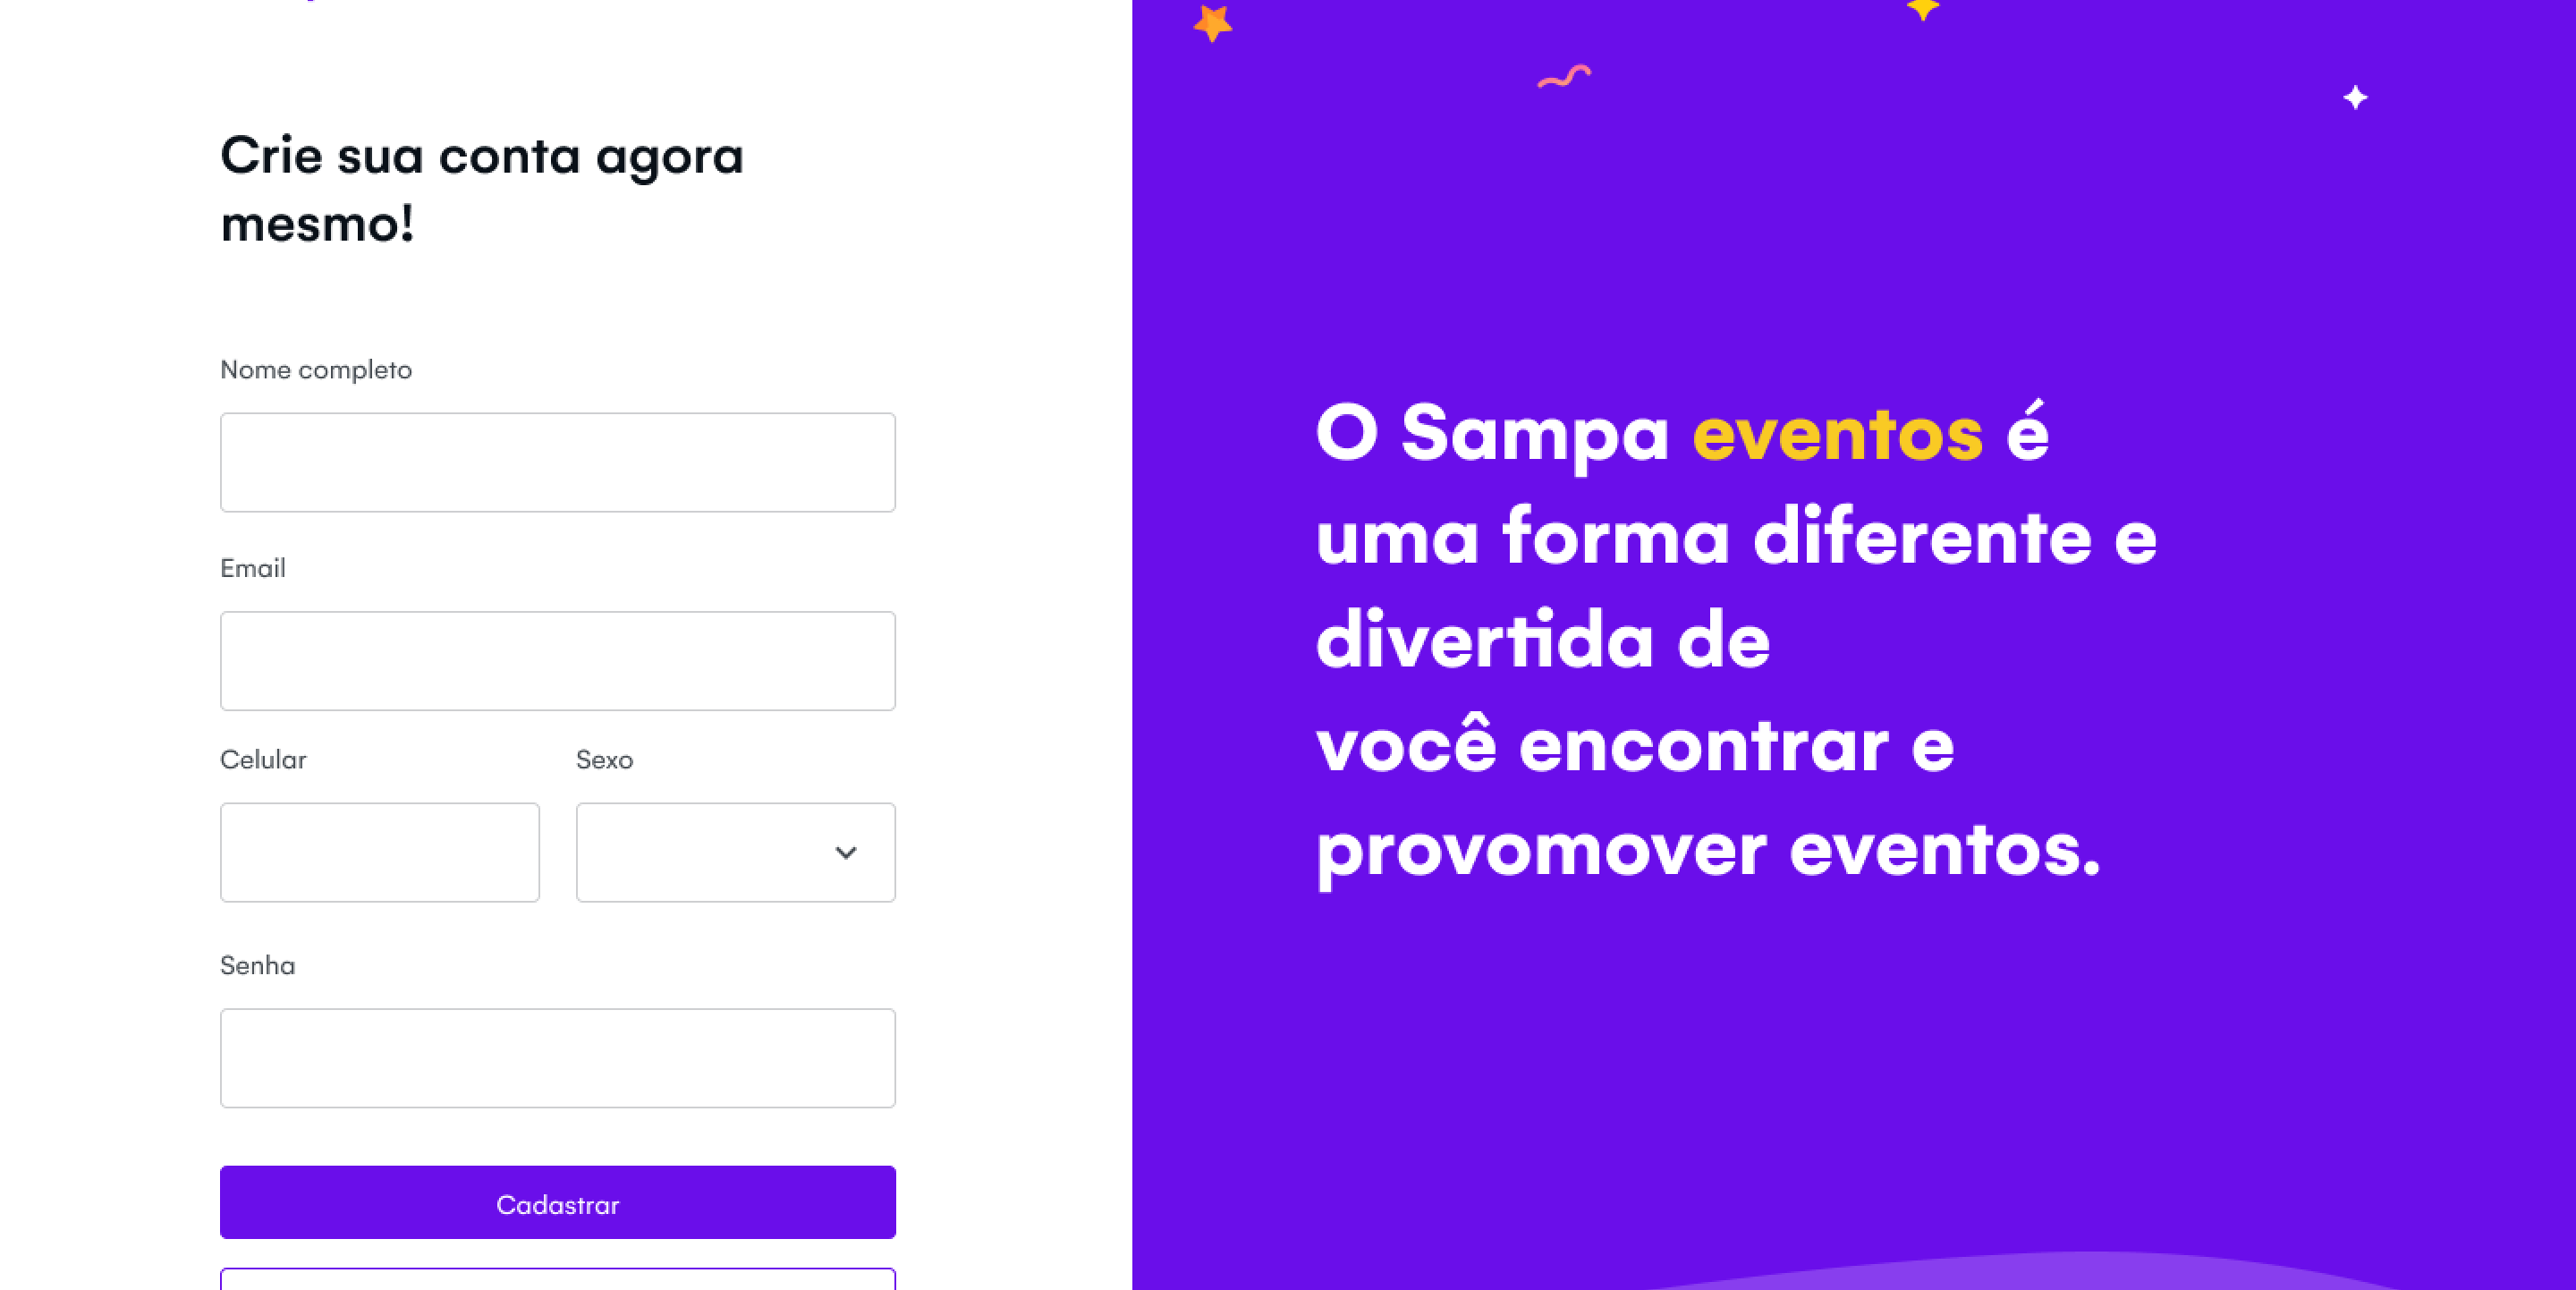 Crie sua conta agora
mesmo!
Nome completo
Email
Celular
Sexo
Senha
Cadastrar
O Sampa eventos é
uma forma diferente e
divertida de
você encontrar e
provomover eventos.